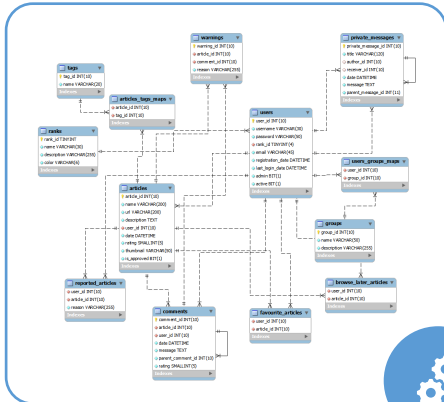 warnings
warning_id INT(10)
article_id INT(10)
comment_id INT(10)
reason VARCHAR(255)
Indexes
private_messages
private_message_id INT(10)
title VARCHAR(120)
author_id INT(10)
receiver_id INT(10)
date DATETIME
message TEXT
parent_message_id INT(11)
Indexes
tags
tag_id INT(10)
name VARCHAR(20)
Indexes
articles_tags_maps
article_id INT(10)
tag_id INT(10)
Indexes
users
user_id INT(10)
username VARCHAR(30)
password VARCHAR(50)
rank_id TINYINT(4)
email VARCHAR(45)
registration_date DATETIME
last_login_date DATETIME
admin BIT(1)
active BIT(1)
Indexes
ranks
rank_id TINYINT
name VARCHAR(30)
description VARCHAR(255)
color VARCHAR(6)
Indexes
users_groups_maps
user_id INT(10)
group_id INT(10)
Indexes
articles
article_id INT(10)
name VARCHAR(200)
url VARCHAR(200)
description TEXT
user_id INT(10)
date DATETIME
rating SMALLINT(5)
thumbnail VARCHAR(50)
is_approved BIT(1)
Indexes
groups
group_id INT(10)
name VARCHAR(50)
description VARCHAR(255)
Indexes
reported_articles
user_id INT(10)
article_id INT(10)
reason VARCHAR(255)
Indexes
browse_later_articles
user_id INT(10)
article_id INT(10)
Indexes
comments
comment_id INT(10)
article_id INT(10)
user_id INT(10)
date DATETIME
message TEXT
parent_comment_id INT(10)
rating SMALLINT(5)
Indexes
favourite_articles
user_id INT(10)
article_id INT(10)
Indexes